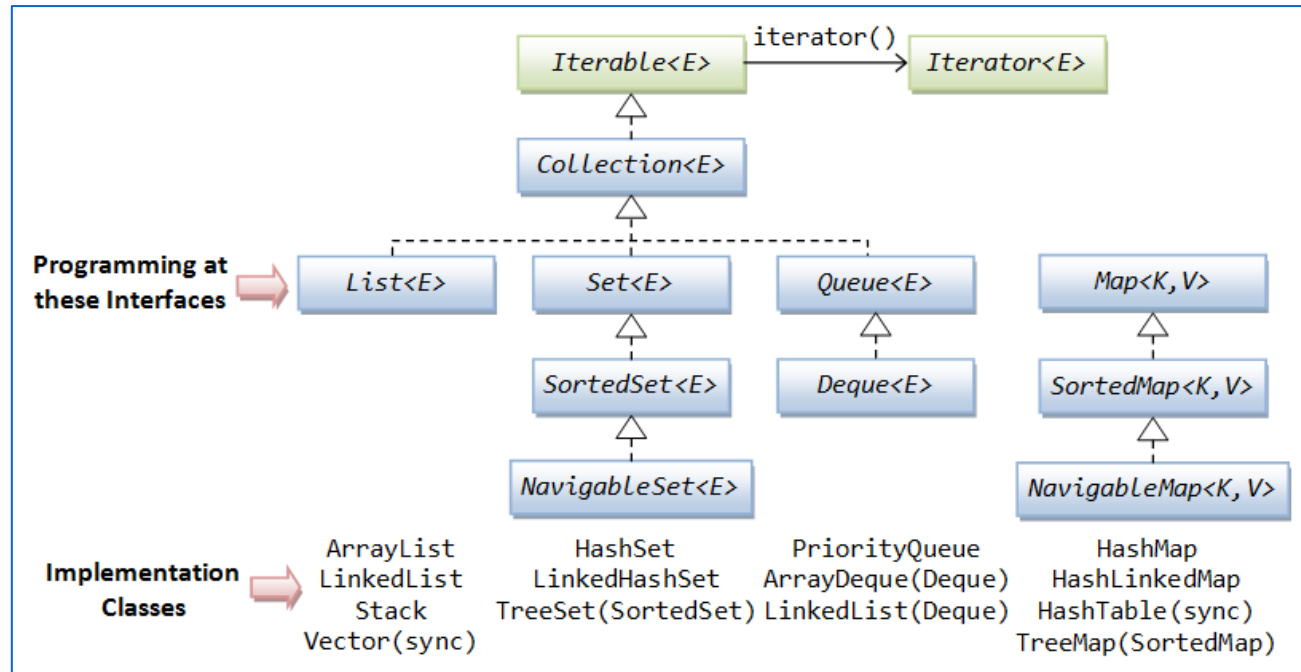 iterator()
Iterable<E>
Iterator<E>
Collection<E>
Programming at
these Interfaces
List<E>
Set<E>
Queue<E>
Map<K,V>
SortedSet<E>
Deque<E>
SortedMap<K,V>
NavigableSet<E>
NavigableMap<K,V>
Implementation
Classes
ArrayList
LinkedList
Stack
Vector(sync)
HashSet
LinkedHashSet
TreeSet(SortedSet)
PriorityQueue
ArrayDeque(Deque)
LinkedList(Deque)
HashMap
HashLinkedMap
HashTable(sync)
TreeMap(SortedMap)